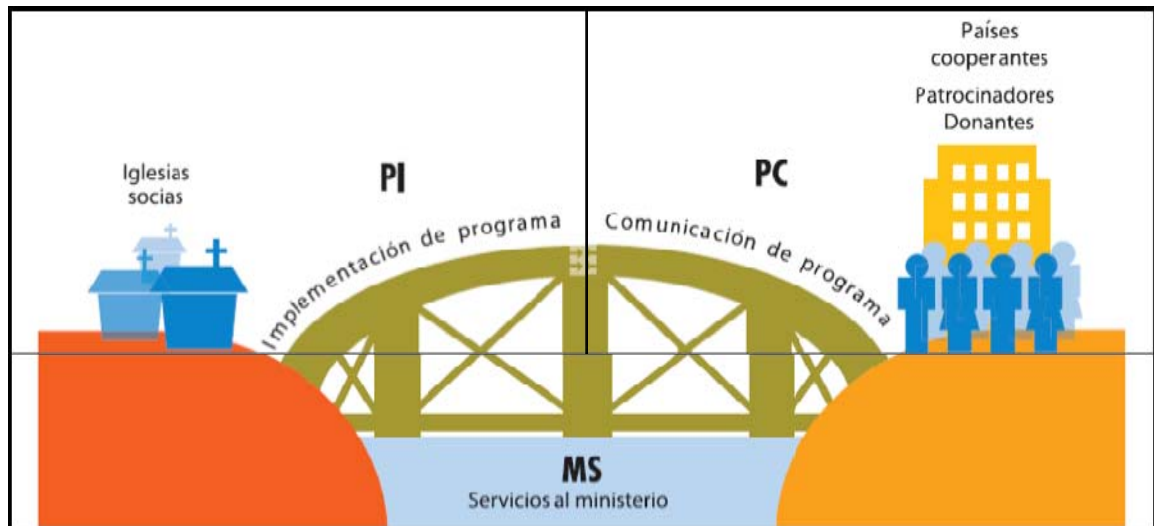 Países
cooperantes
Patrocinadores
Donantes
Iglesias
socias
PI
PC
Implementación de programa
Comunicación de programa
MS
Servicios al ministerio